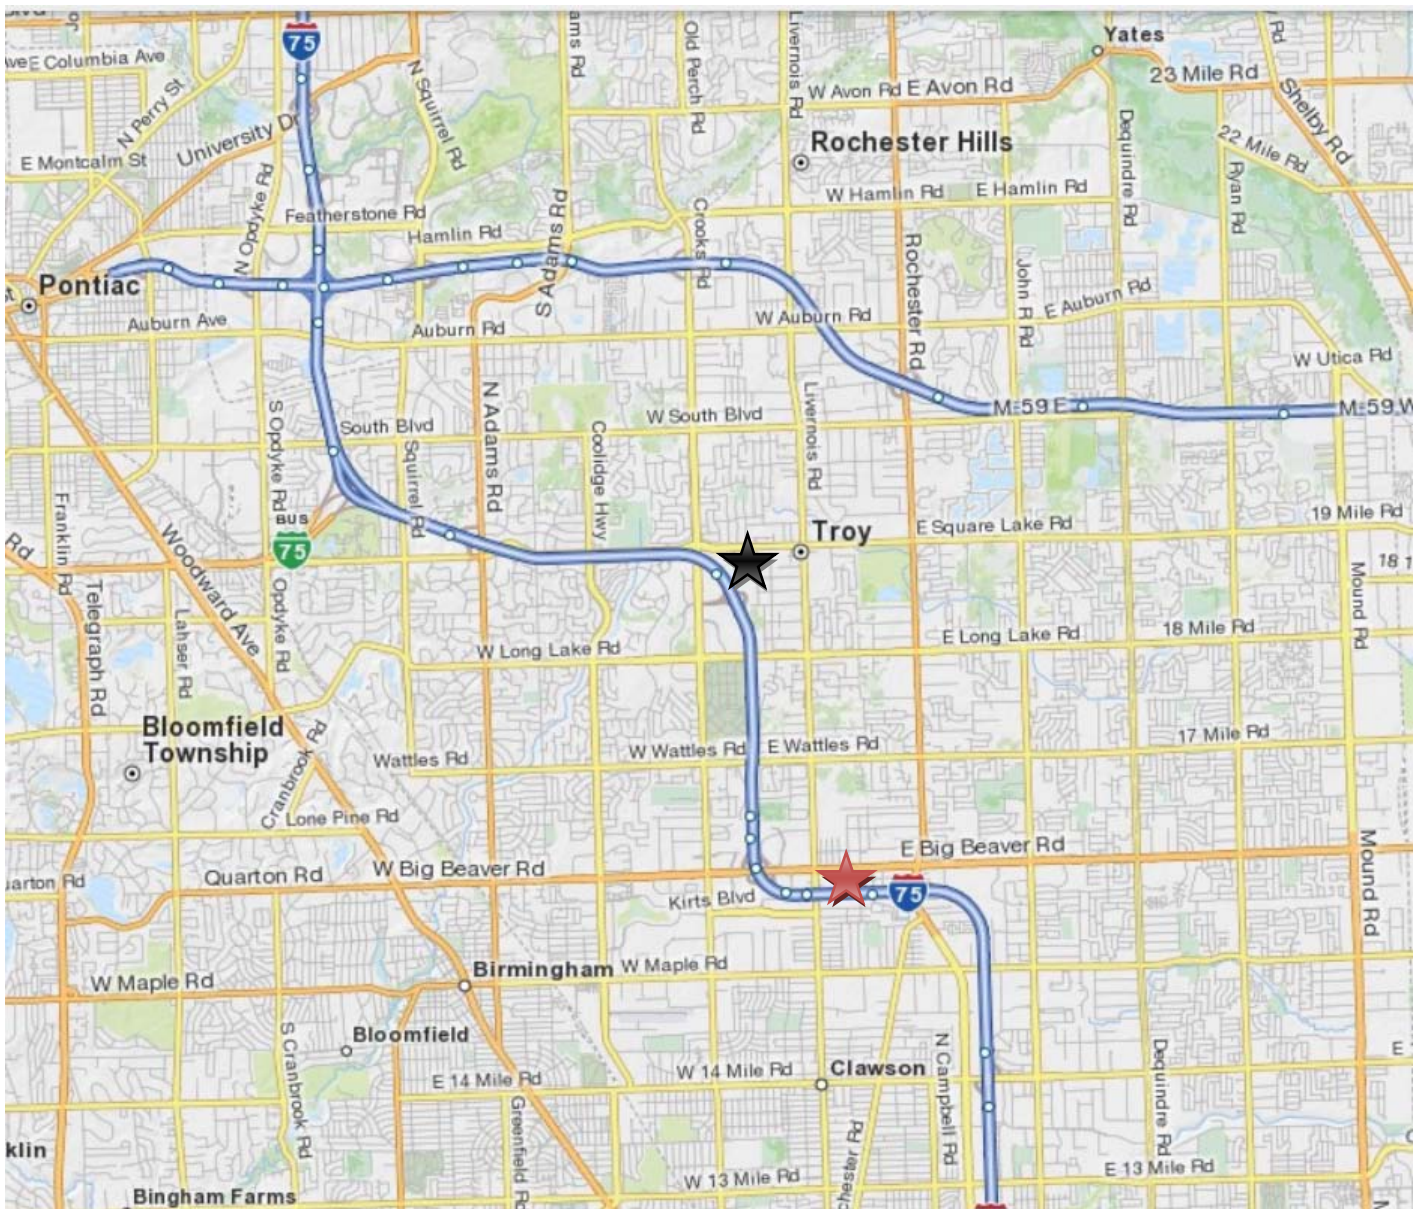 75
E Columbia Ave
N Perry St
N Squirrel Rd
Old Perch Rd
Livernois Rd
W Avon Rd
E Avon Rd
Yates
23 Mile Rd
Shelby Rd
University Dr
E Montcalm St
Rochester Hills
Dequindre Rd
22 Mile Rd
Ryan Rd
N Opdyke Rd
Featherstone Rd
Hamlin Rd
S Adams Rd
Crooks Rd
W Hamlin Rd
E Hamlin Rd
Pontiac
Auburn Ave
Auburn Rd
W Auburn Rd
Rochester Rd
John R Rd
E Auburn Rd
W Utica Rd
M-59 E
M-59 W
South Blvd
W South Blvd
S Opdyke Rd
Squirrel Rd
N Adams Rd
Coolidge Hwy
Livernois Rd
Franklin Rd
Rd
BUS
75
Woodward Ave
Troy
E Square Lake Rd
19 Mile Rd
Telegraph Rd
Lahser Rd
Opdyke Rd
W Long Lake Rd
E Long Lake Rd
18 Mile Rd
Mound Rd
Bloomfield
Township
Cranbrook Rd
Wattles Rd
W Wattles Rd
E Wattles Rd
17 Mile Rd
Lone Pine Rd
Quarton Rd
W Big Beaver Rd
E Big Beaver Rd
Kirts Blvd
75
Mound Rd
W Maple Rd
Birmingham
W Maple Rd
Bloomfield
S Cranbrook Rd
E 14 Mile Rd
W 14 Mile Rd
Clawson
N Campbell Rd
Dequindre Rd
Greenfield Rd
klin
Bingham Farms
W 13 Mile Rd
E 13 Mile Rd